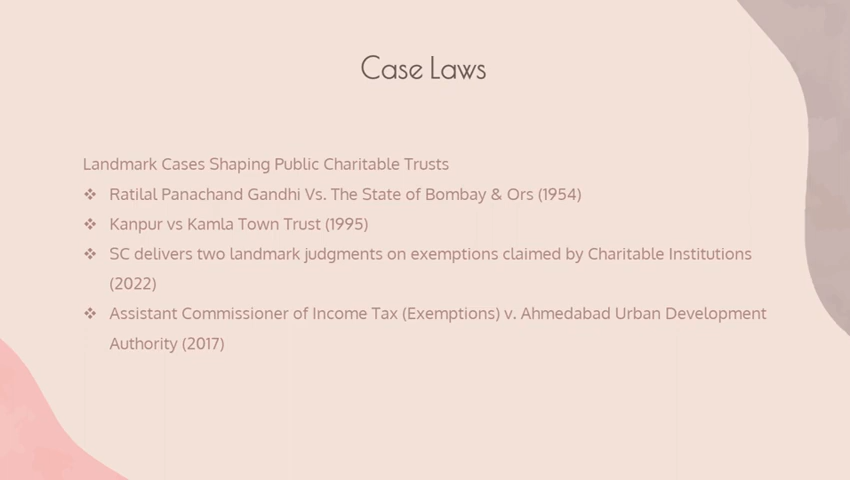 Case Laws
Landmark Cases Shaping Public Charitable Trusts
❖ Ratilal Panachand Gandhi Vs. The State of Bombay & Ors (1954)
❖ Kanpur vs Kamla Town Trust (1995)
❖ SC delivers two landmark judgments on exemptions claimed by Charitable Institutions
(2022)
❖ Assistant Commissioner of Income Tax (Exemptions) v. Ahmedabad Urban Development
Authority (2017)